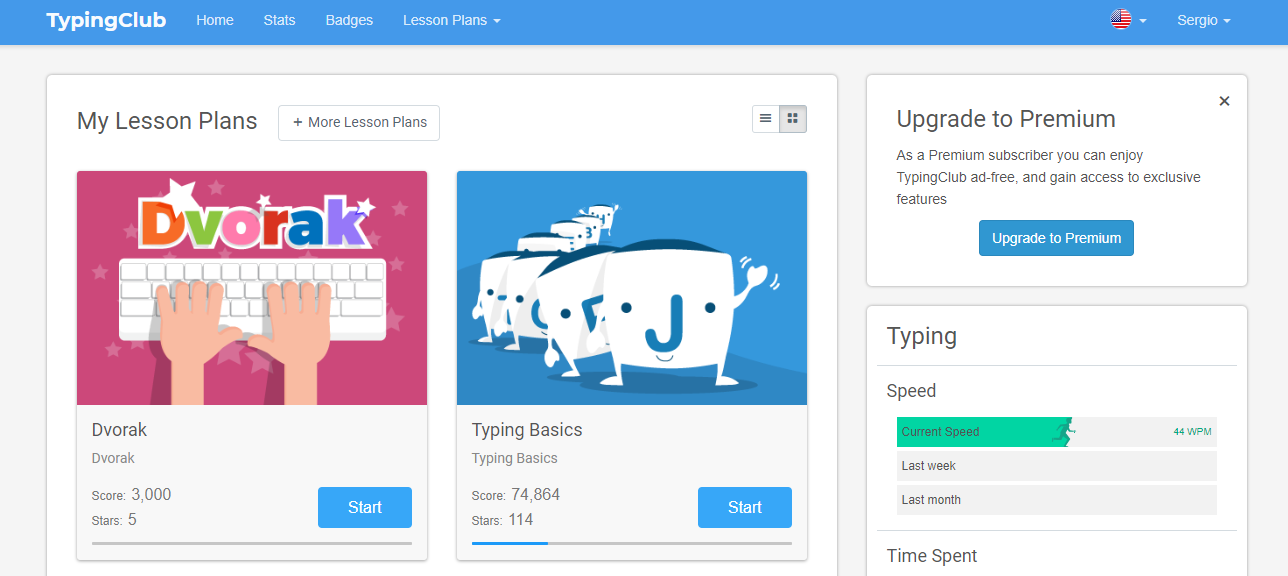 TypingClub Home Stats Badges Lesson Plans Sergio
My Lesson Plans + More Lesson Plans
Dvorak
Dvorak
Dvorak
Score: 3,000
Stars: 5
Start
J
Typing Basics
Typing Basics
Score: 74,864
Stars: 114
Start
×
Upgrade to Premium
As a Premium subscriber you can enjoy
TypingClub ad-free, and gain access to exclusive
features
Upgrade to Premium
Typing
Speed
Current Speed 44 WPM
Last week
Last month
Time Spent